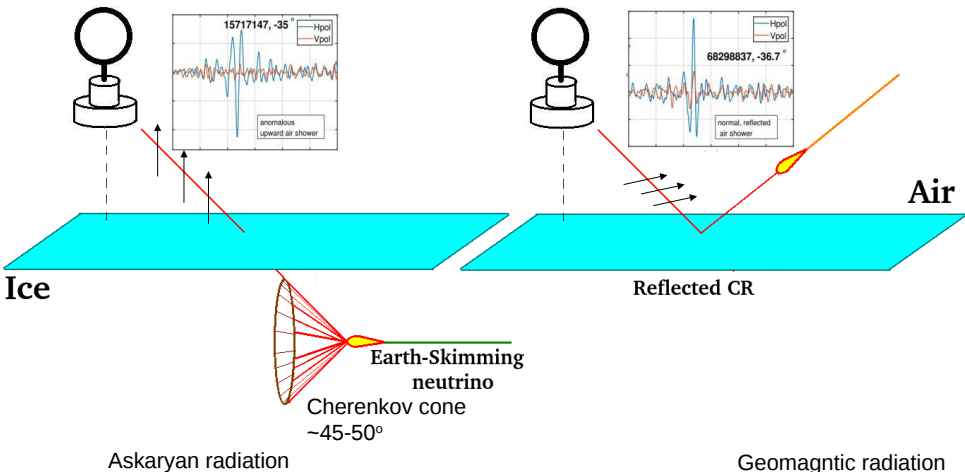 15717147, -35 °
Hpol
Vpol
anomalous
upward air shower
Hpol
Vpol
68298837, -36.7 °
normal, reflected
air shower
Air
Ice
Reflected CR
Earth-Skimming
neutrino
Cherenkov cone
~45-50º
Askaryan radiation
Geomagntic radiation